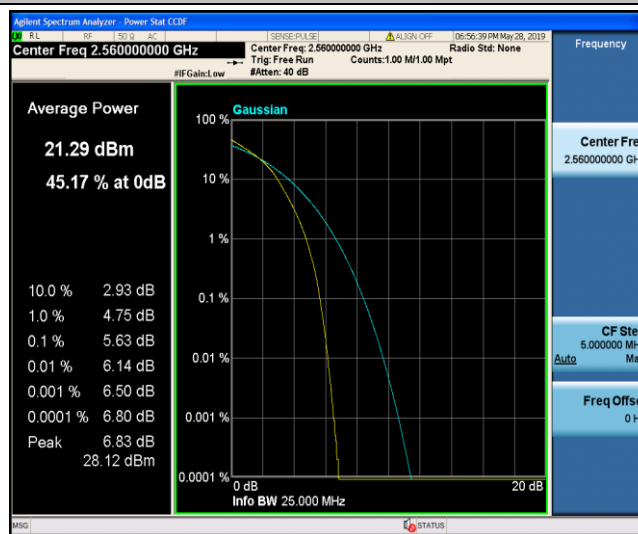 Agilent Spectrum Analyzer - Power Stat CCDF
RL RF 50 Ω AC SENSE:PULSE ALIGN OFF 06:56:39 PM May 28, 2019
Center Freq 2.560000000 GHz
Center Freq: 2.560000000 GHz Radio Std: None
Trig: Free Run Counts:1.00 M/1.00 Mpt
#IFGain:Low #Atten: 40 dB
Frequency
Average Power
21.29 dBm
45.17 % at 0dB
10.0 % 2.93 dB
1.0 % 4.75 dB
0.1 % 5.63 dB
0.01 % 6.14 dB
0.001 % 6.50 dB
0.0001 % 6.80 dB
Peak 6.83 dB
28.12 dBm
Gaussian
100 %
10 %
1 %
0.1 %
0.01 %
0.001 %
0.0001 %
0 dB 20 dB
Info BW 25.000 MHz
Center Fre
2.560000000 GH
CF Ste
5.000000 MH
Auto Ma
Freq Offse
0 H
MSG STATUS